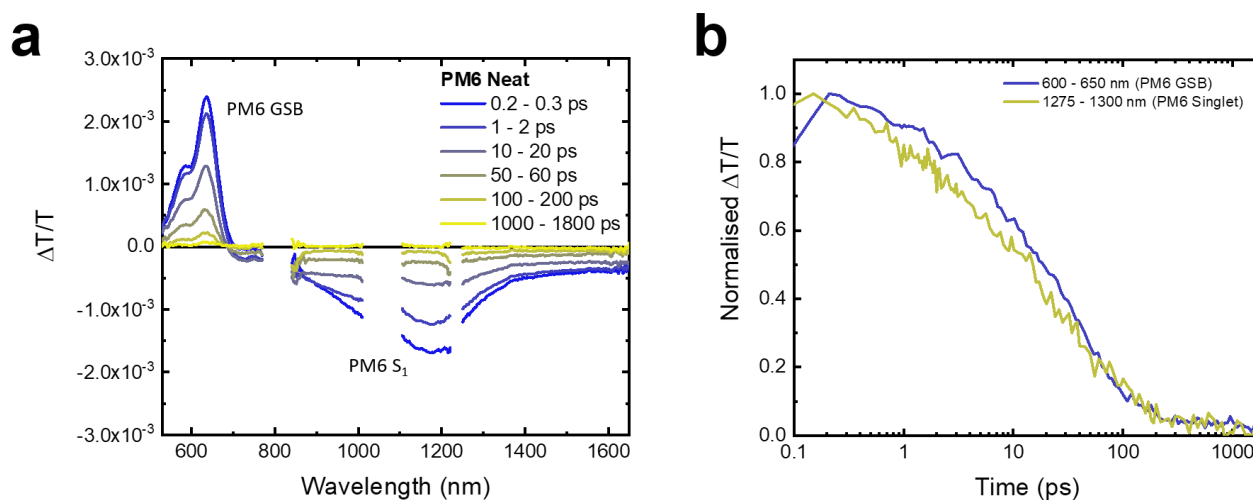 a
3.0x10⁻³
2.0x10⁻³
1.0x10⁻³
0.0
-1.0x10⁻³
-2.0x10⁻³
-3.0x10⁻³
ΔT/T
PM6 GSB
PM6 S₁
PM6 Neat
0.2 - 0.3 ps
1 - 2 ps
10 - 20 ps
50 - 60 ps
100 - 200 ps
1000 - 1800 ps
600 800 1000 1200 1400 1600
Wavelength (nm)
b
1.0
0.8
0.6
0.4
0.2
0.0
Normalised ΔT/T
600 - 650 nm (PM6 GSB)
1275 - 1300 nm (PM6 Singlet)
0.1 1 10 100 1000
Time (ps)